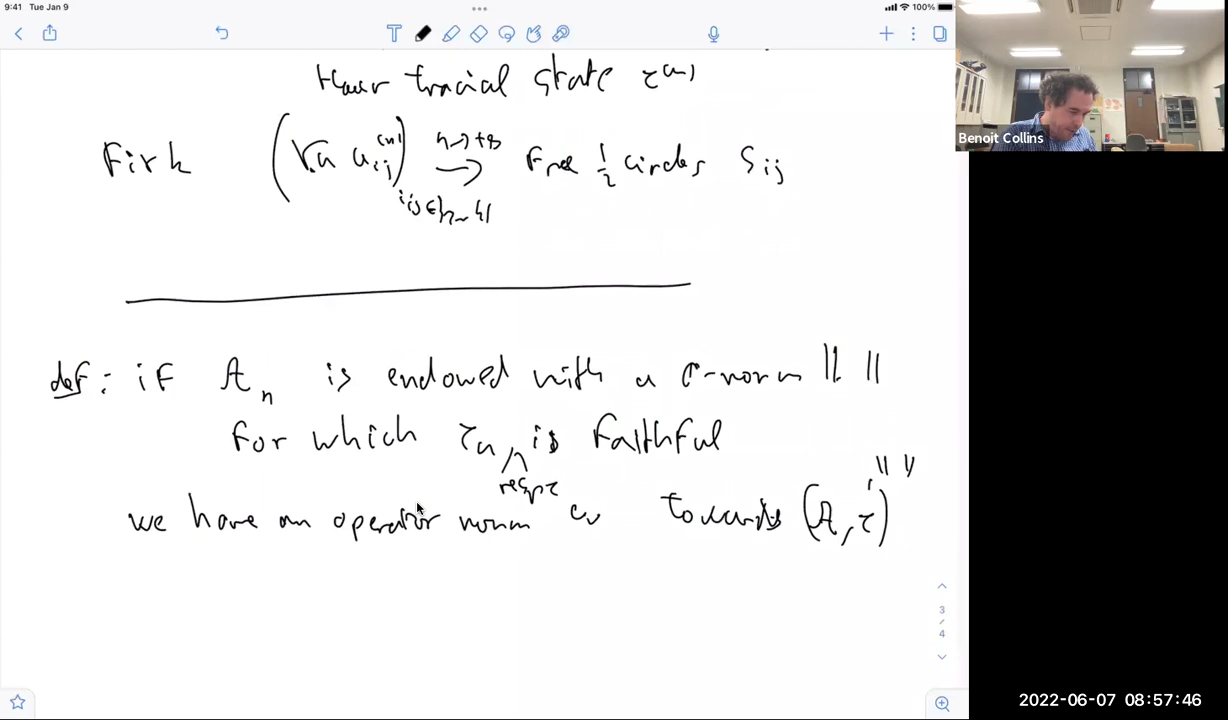 9:41 Tue Jan 9
100%
Haar tracial state τ(n)
(√n u_ij^(n)) n→+∞ Free 1/2 circles S_ij
def: if A_n is endowed with a C*-norm || ||
for which τ_n is faithful
resp τ
we have an operator norm cv towards (A, τ, || ||)
3
/
4
Benoit Collins
2022-06-07 08:57:46